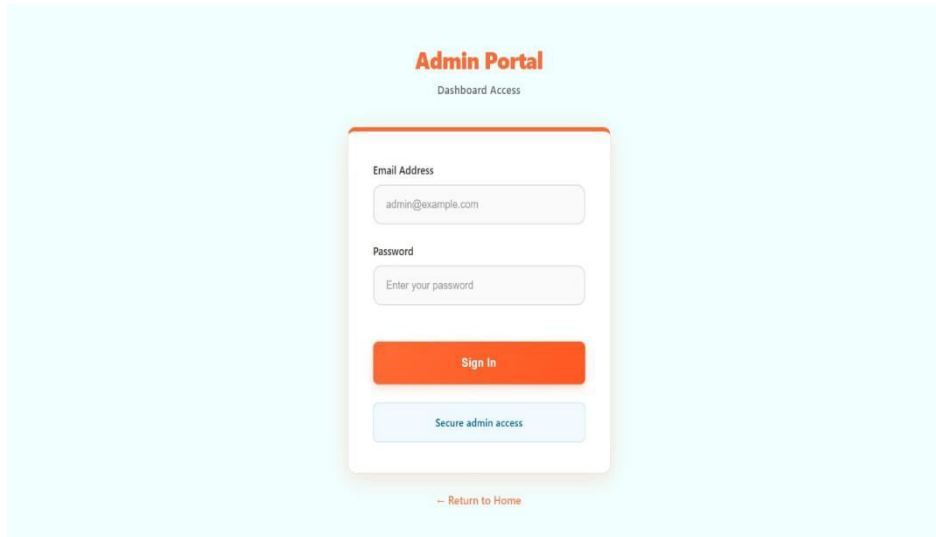 Admin Portal
Dashboard Access
Email Address
admin@example.com
Password
Enter your password
Sign In
Secure admin access
← Return to Home